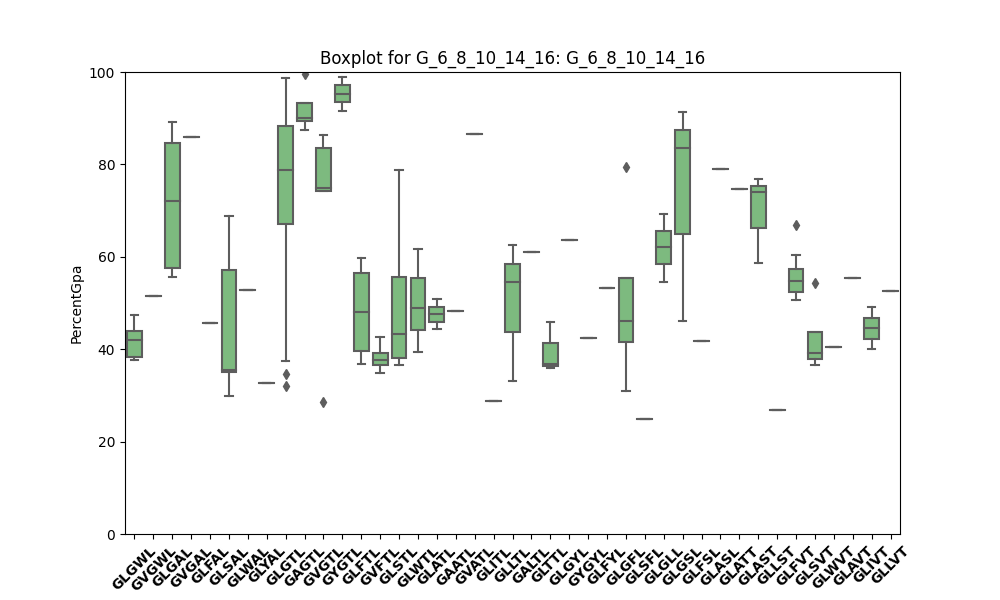 Boxplot for G_6_8_10_14_16: G_6_8_10_14_16
PercentGpa
100
80
60
40
20
0
GLGWL
GVGWL
GLGAL
GVGAL
GLFAL
GLSAL
GLWAL
GLYAL
GLGTL
GAGTL
GVGTL
GYGTL
GLFTL
GVFTL
GLSTL
GLWTL
GLATL
GAATL
GVATL
GLITL
GLLTL
GALTL
GLTTL
GLGYL
GYGYL
GLFYL
GLGFL
GLSFL
GLGLL
GLGSL
GLFSL
GLASL
GLATT
GLAST
GLLST
GLFVT
GLSVT
GLWVT
GLAVT
GLIVT
GLLVT